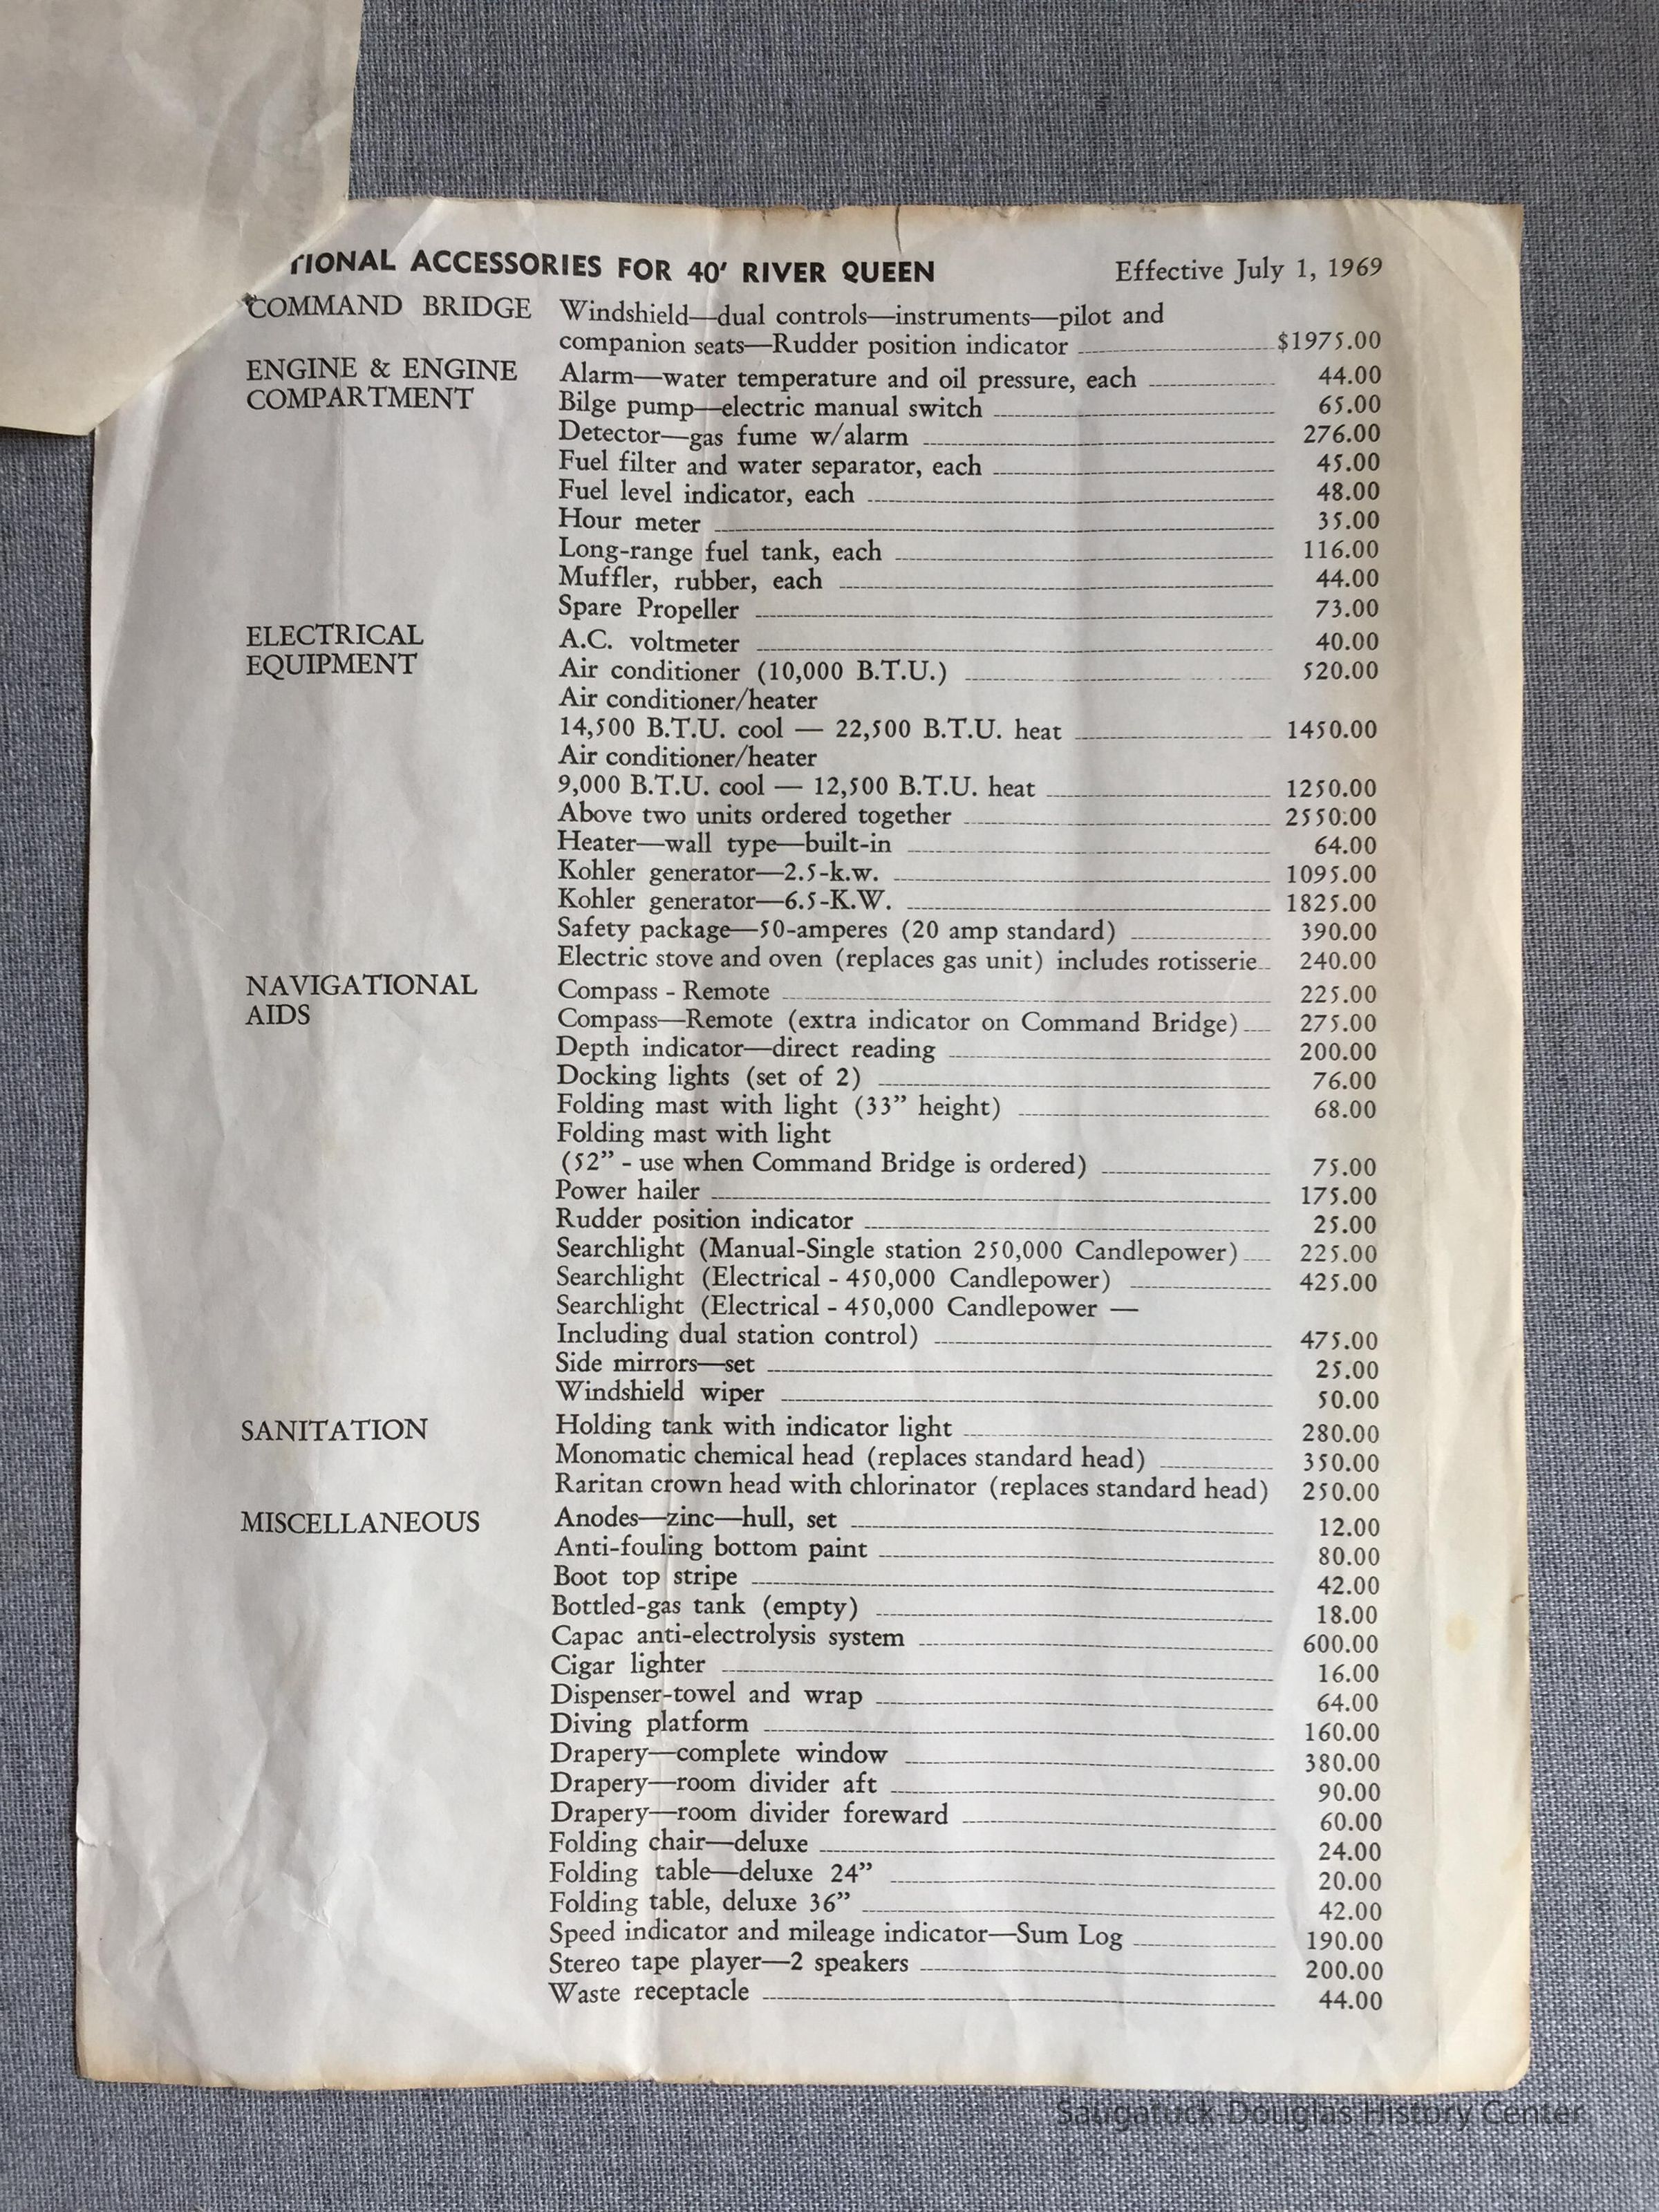 TIONAL ACCESSORIES FOR 40' RIVER QUEEN Effective July 1, 1969
COMMAND BRIDGE Windshield—dual controls—instruments—pilot and
companion seats—Rudder position indicator $1975.00
ENGINE & ENGINE Alarm—water temperature and oil pressure, each 44.00
COMPARTMENT Bilge pump—electric manual switch 65.00
Detector—gas fume w/alarm 276.00
Fuel filter and water separator, each 45.00
Fuel level indicator, each 48.00
Hour meter 35.00
Long-range fuel tank, each 116.00
Muffler, rubber, each 44.00
Spare Propeller 73.00
ELECTRICAL A.C. voltmeter 40.00
EQUIPMENT Air conditioner (10,000 B.T.U.) 520.00
Air conditioner/heater
14,500 B.T.U. cool — 22,500 B.T.U. heat 1450.00
Air conditioner/heater
9,000 B.T.U. cool — 12,500 B.T.U. heat 1250.00
Above two units ordered together 2550.00
Heater—wall type—built-in 64.00
Kohler generator—2.5-k.w. 1095.00
Kohler generator—6.5-K.W. 1825.00
Safety package—50-amperes (20 amp standard) 390.00
Electric stove and oven (replaces gas unit) includes rotisserie 240.00
NAVIGATIONAL Compass - Remote 225.00
AIDS Compass—Remote (extra indicator on Command Bridge) 275.00
Depth indicator—direct reading 200.00
Docking lights (set of 2) 76.00
Folding mast with light (33” height) 68.00
Folding mast with light
(52” - use when Command Bridge is ordered) 75.00
Power hailer 175.00
Rudder position indicator 25.00
Searchlight (Manual-Single station 250,000 Candlepower) 225.00
Searchlight (Electrical - 450,000 Candlepower) 425.00
Searchlight (Electrical - 450,000 Candlepower —
Including dual station control) 475.00
Side mirrors—set 25.00
Windshield wiper 50.00
SANITATION Holding tank with indicator light 280.00
Monomatic chemical head (replaces standard head) 350.00
Raritan crown head with chlorinator (replaces standard head) 250.00
MISCELLANEOUS Anodes—zinc—hull, set 12.00
Anti-fouling bottom paint 80.00
Boot top stripe 42.00
Bottled-gas tank (empty) 18.00
Capac anti-electrolysis system 600.00
Cigar lighter 16.00
Dispenser-towel and wrap 64.00
Diving platform 160.00
Drapery—complete window 380.00
Drapery—room divider aft 90.00
Drapery—room divider foreward 60.00
Folding chair—deluxe 24.00
Folding table—deluxe 24” 20.00
Folding table, deluxe 36” 42.00
Speed indicator and mileage indicator—Sum Log 190.00
Stereo tape player—2 speakers 200.00
Waste receptacle 44.00
Saugatuck-Douglas History Center